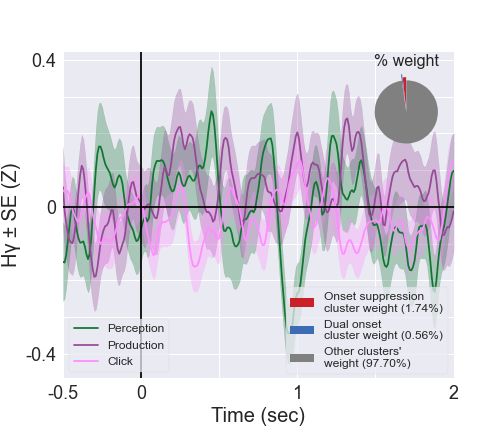 % weight
0.4
0
-0.4
Hγ ± SE (Z)
Onset suppression
cluster weight (1.74%)
Dual onset
cluster weight (0.56%)
Other clusters'
weight (97.70%)
Perception
Production
Click
-0.5
0
1
2
Time (sec)